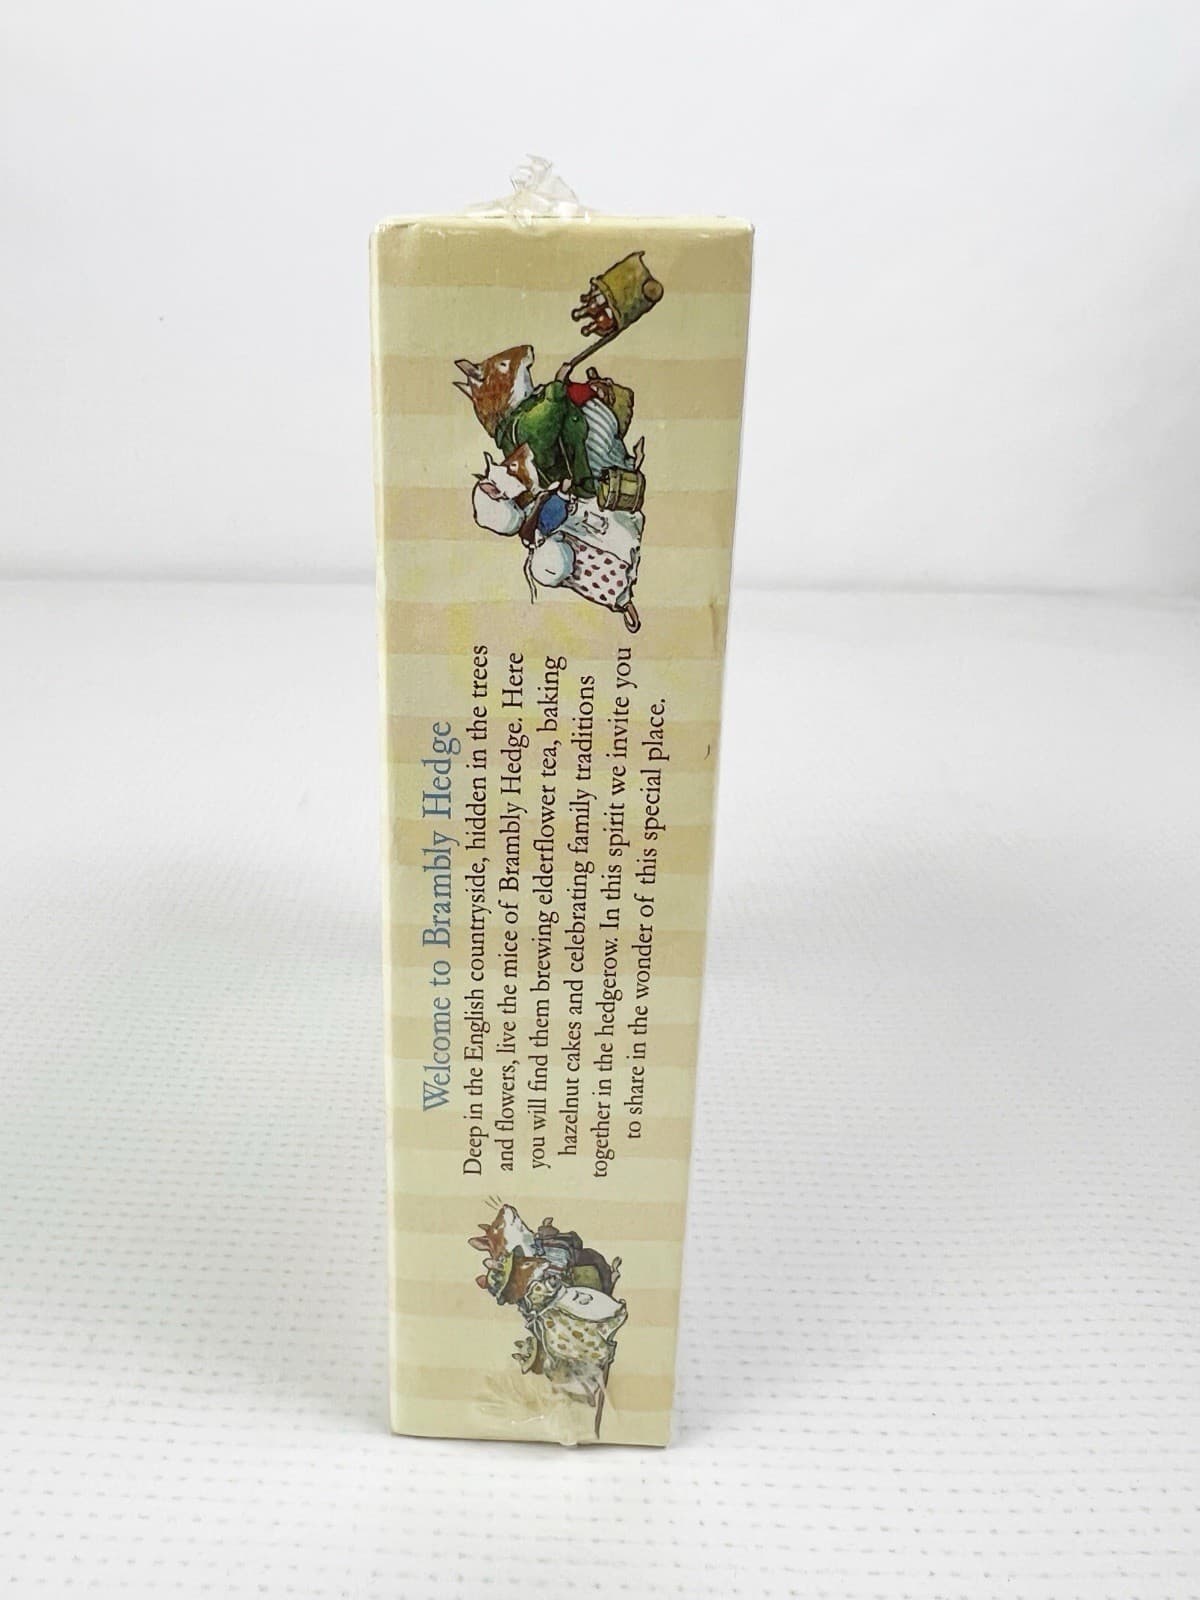 Welcome to Brambly Hedge
Deep in the English countryside, hidden in the trees
and flowers, live the mice of Brambly Hedge. Here
you will find them brewing elderflower tea, baking
hazelnut cakes and celebrating family traditions
together in the hedgerow. In this spirit we invite you
to share in the wonder of this special place.